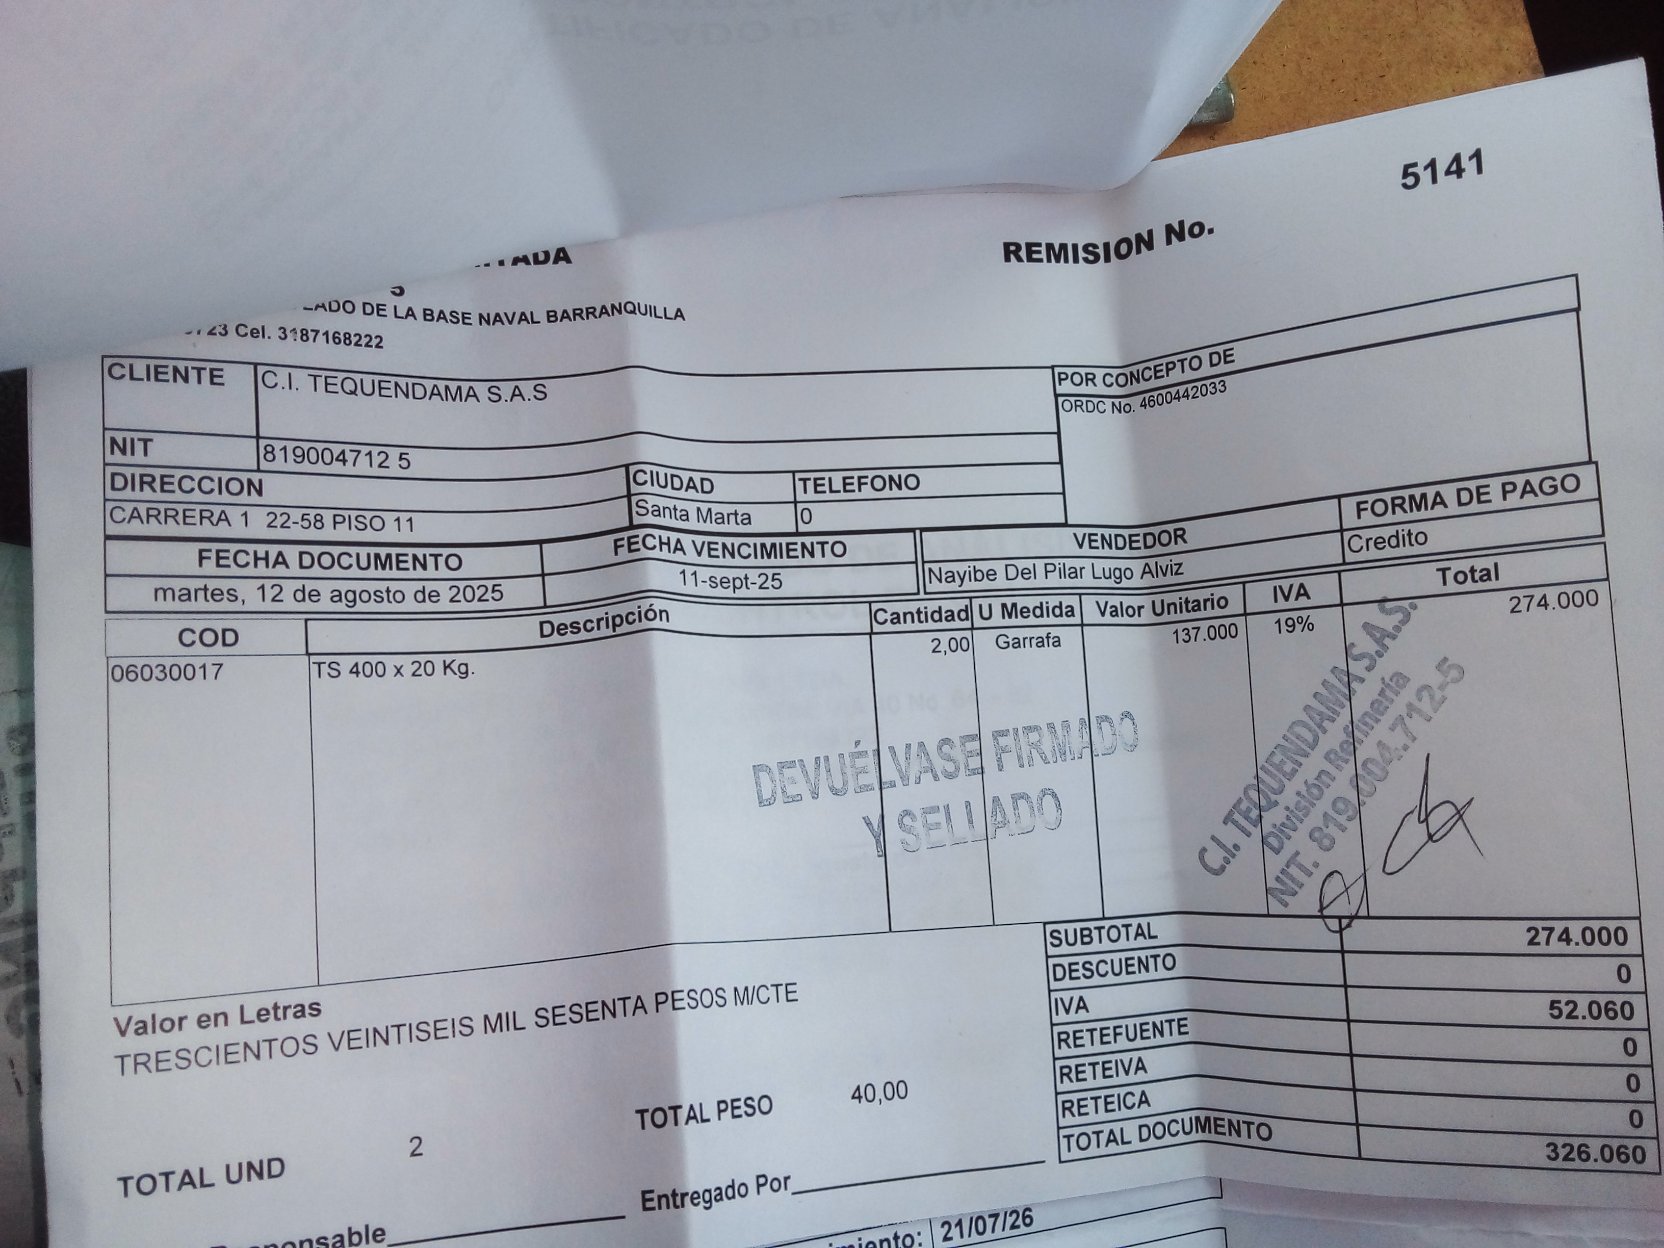 5141
REMISION No.
LADO DE LA BASE NAVAL BARRANQUILLA
23 Cel. 3187168222
CLIENTE C.I. TEQUENDAMA S.A.S
POR CONCEPTO DE
ORDC No. 4600442033
NIT 819004712 5
DIRECCION CIUDAD TELEFONO
CARRERA 1 22-58 PISO 11 Santa Marta 0
FECHA DOCUMENTO FECHA VENCIMIENTO VENDEDOR FORMA DE PAGO
martes, 12 de agosto de 2025 11-sept-25 Nayibe Del Pilar Lugo Alviz Credito
COD Descripción Cantidad U Medida Valor Unitario IVA Total
06030017 TS 400 x 20 Kg. 2,00 Garrafa 137.000 19% 274.000
DEVUÉLVASE FIRMADO
Y SELLADO
C.I. TEQUENDAMA S.A.S.
División Refinería
NIT. 819.004.712-5
SUBTOTAL 274.000
DESCUENTO 0
IVA 52.060
RETEFUENTE 0
RETEIVA 0
RETEICA 0
TOTAL DOCUMENTO 326.060
Valor en Letras
TRESCIENTOS VEINTISEIS MIL SESENTA PESOS M/CTE
TOTAL UND 2 TOTAL PESO 40,00
Entregado Por
21/07/26